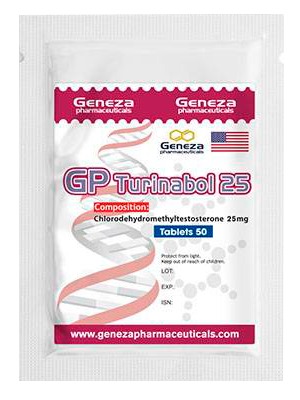 Geneza Geneza
pharmaceuticals pharmaceuticals
Geneza
pharmaceuticals
GP Turinabol 25
Composition:
Chlorodehydromethyltestosterone 25mg
Tablets 50
Protect from light.
Keep out of reach of children.
LOT:
EXP.
ISN:
www.genezapharmaceuticals.com